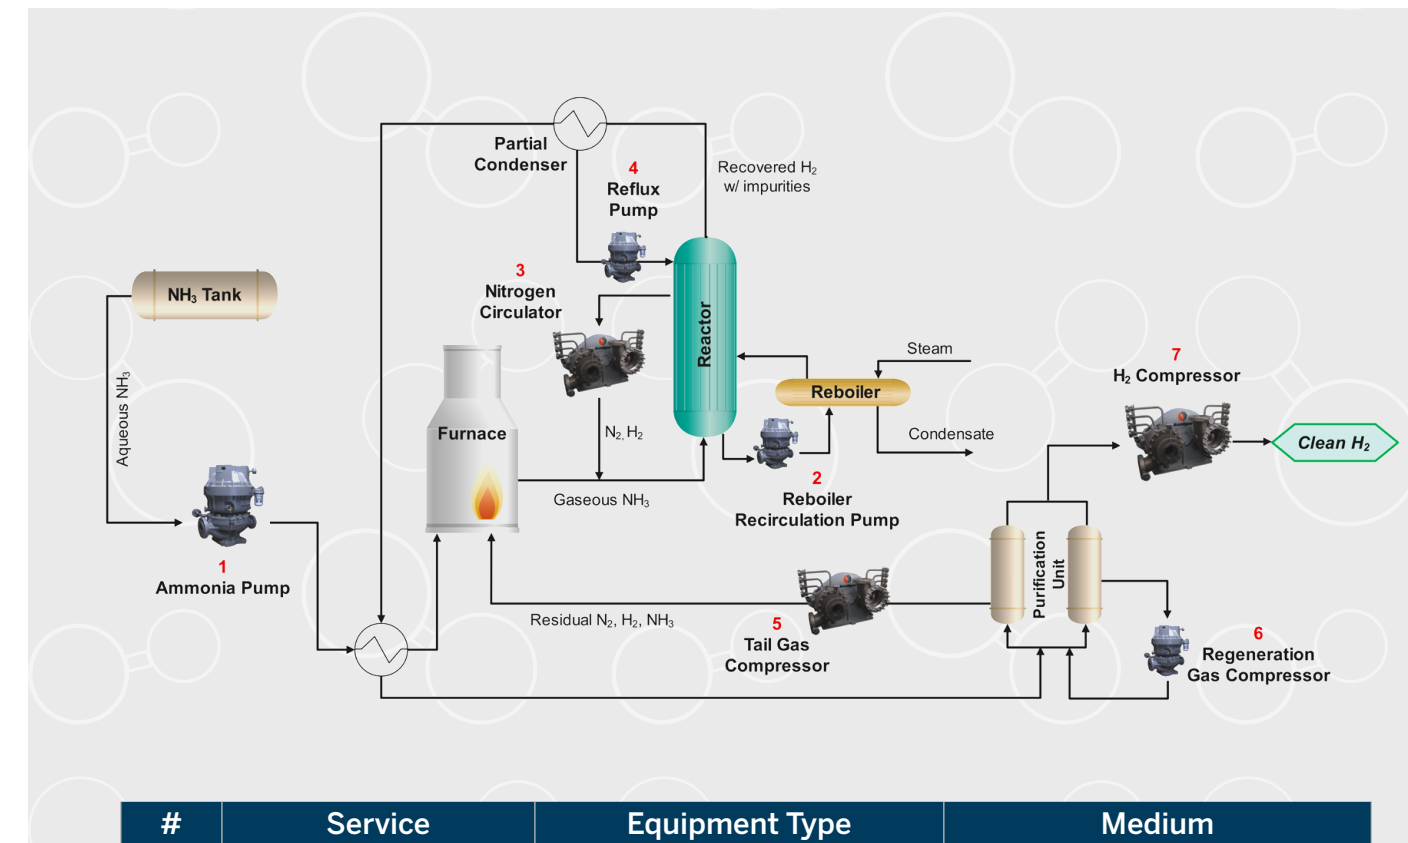 Partial
Condenser
4
Reflux
Pump
Recovered H₂
w/ impurities
3
Nitrogen
Circulator
NH₃ Tank
Reactor
Steam
7
H₂ Compressor
Reboiler
Aqueous NH₃
Furnace
N₂, H₂
Condensate
Clean H₂
2
Reboiler
Recirculation Pump
Gaseous NH₃
1
Ammonia Pump
Purification
Unit
Residual N₂, H₂, NH₃
5
Tail Gas
Compressor
6
Regeneration
Gas Compressor
# Service Equipment Type Medium